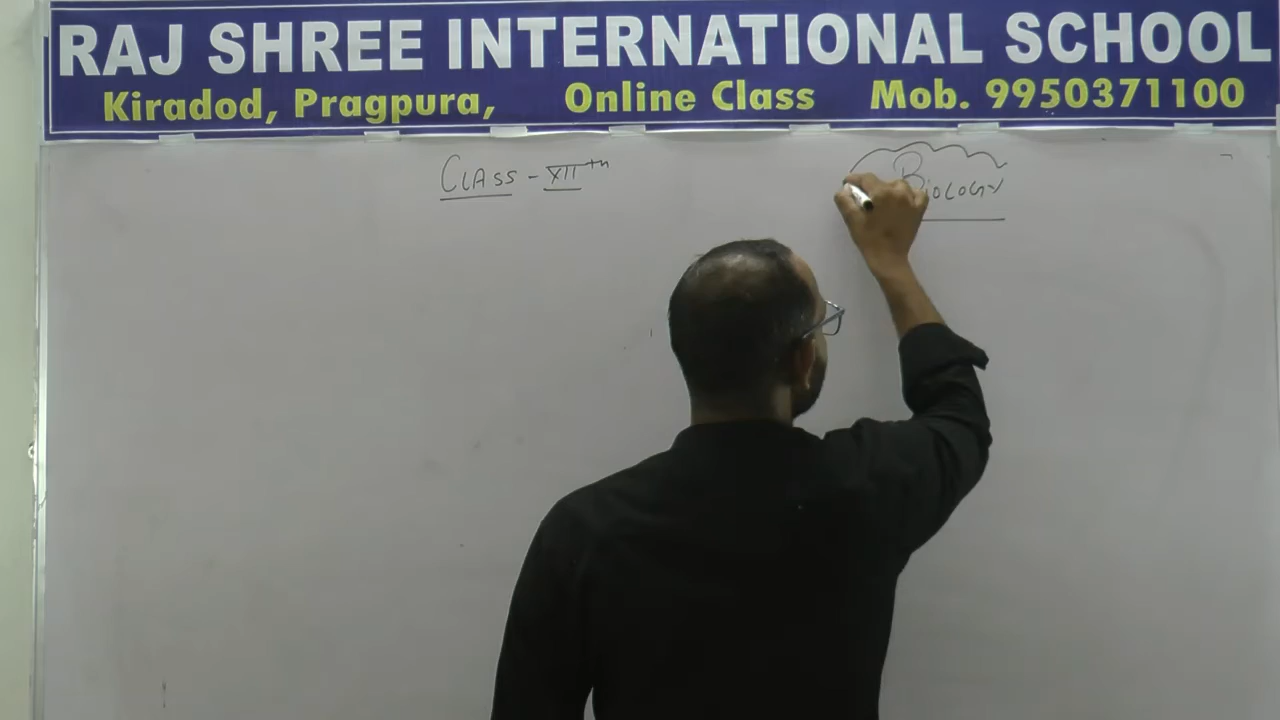 RAJ SHREE INTERNATIONAL SCHOOL
Kiradod, Pragpura, Online Class Mob. 9950371100
CLASS - XIIth BIOLOGY